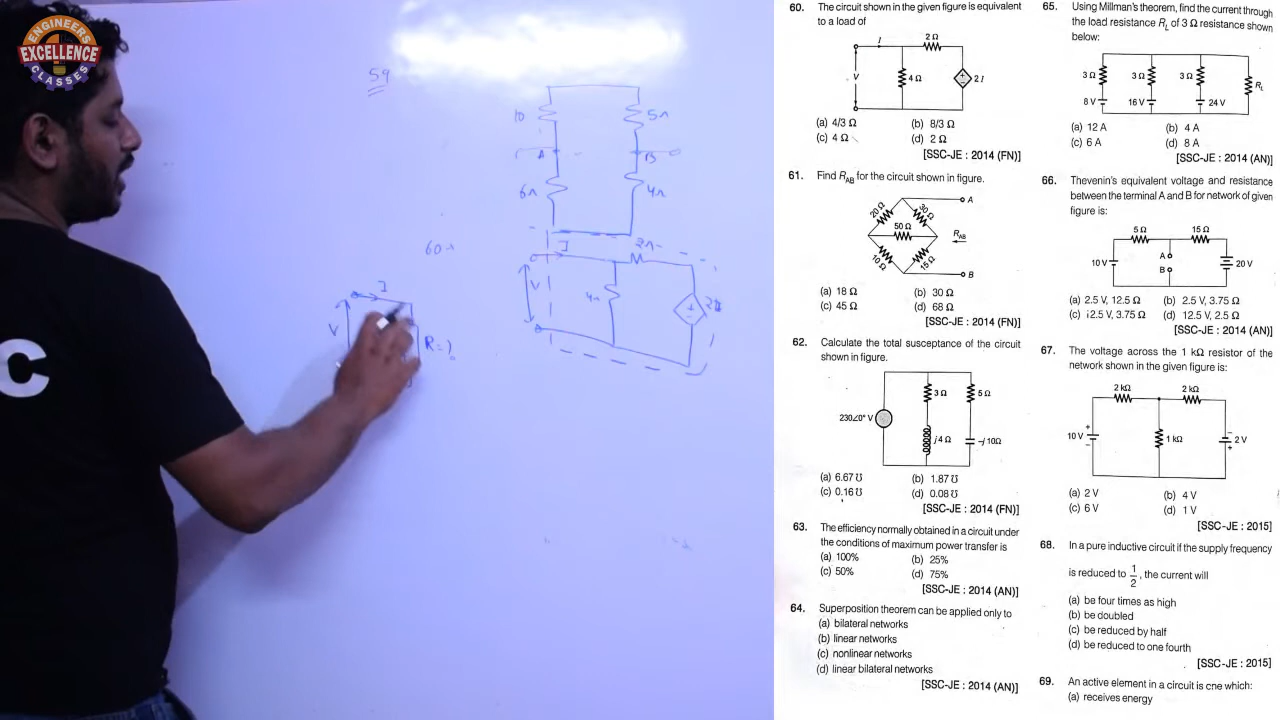 ENGINEERS
EXCELLENCE
CLASSES
C
59
10
5Ω
A
B
6Ω
4Ω
60
I
2Ω
V
4Ω
I
V
R=?
60. The circuit shown in the given figure is equivalent
to a load of
I
2 Ω
V
4 Ω
2 I
(a) 4/3 Ω (b) 8/3 Ω
(c) 4 Ω (d) 2 Ω
[SSC-JE : 2014 (FN)]
61. Find RAB for the circuit shown in figure.
A
20 Ω
30 Ω
50 Ω
RAB
10 Ω
15 Ω
B
(a) 18 Ω (b) 30 Ω
(c) 45 Ω (d) 68 Ω
[SSC-JE : 2014 (FN)]
62. Calculate the total susceptance of the circuit
shown in figure.
3 Ω
5 Ω
230∠0° V
j 4 Ω
-j 10Ω
(a) 6.67 ℧ (b) 1.87 ℧
(c) 0.16 ℧ (d) 0.08 ℧
[SSC-JE : 2014 (FN)]
63. The efficiency normally obtained in a circuit under
the conditions of maximum power transfer is
(a) 100% (b) 25%
(c) 50% (d) 75%
[SSC-JE : 2014 (AN)]
64. Superposition theorem can be applied only to
(a) bilateral networks
(b) linear networks
(c) nonlinear networks
(d) linear bilateral networks
[SSC-JE : 2014 (AN)]
65. Using Millman's theorem, find the current through
the load resistance RL of 3 Ω resistance shown
below:
3 Ω 3 Ω 3 Ω RL
8 V 16 V 24 V
(a) 12 A (b) 4 A
(c) 6 A (d) 8 A
[SSC-JE : 2014 (AN)]
66. Thevenin's equivalent voltage and resistance
between the terminal A and B for network of given
figure is:
5 Ω 15 Ω
A
10 V 20 V
B
(a) 2.5 V, 12.5 Ω (b) 2.5 V, 3.75 Ω
(c) 12.5 V, 3.75 Ω (d) 12.5 V, 2.5 Ω
[SSC-JE : 2014 (AN)]
67. The voltage across the 1 kΩ resistor of the
network shown in the given figure is:
2 kΩ 2 kΩ
+ −
10 V 1 kΩ 2 V
− +
(a) 2 V (b) 4 V
(c) 6 V (d) 1 V
[SSC-JE : 2015]
68. In a pure inductive circuit if the supply frequency
is reduced to 1/2, the current will
(a) be four times as high
(b) be doubled
(c) be reduced by half
(d) be reduced to one fourth
[SSC-JE : 2015]
69. An active element in a circuit is one which:
(a) receives energy